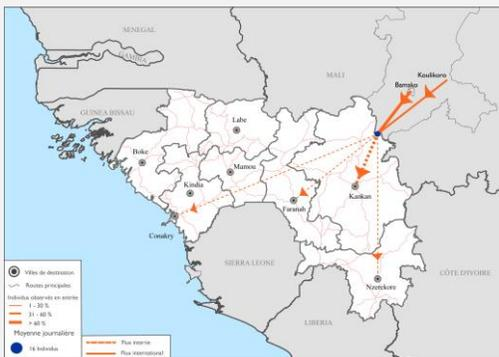 SENEGAL
GAMBIA
MALI
Koulikoro
Bamako
GUINEA BISSAU
Labe
Boke
Mamou
Kindia
Kankan
Faranah
Conakry
SIERRA LEONE
CÔTE D'IVOIRE
Nzerekore
LIBERIA
Villes de destination
Routes principales
Individus observés en entrée
1 - 30 %
31 - 60 %
> 60 %
Moyenne journalière
16 Individus
Flux interne
Flux international